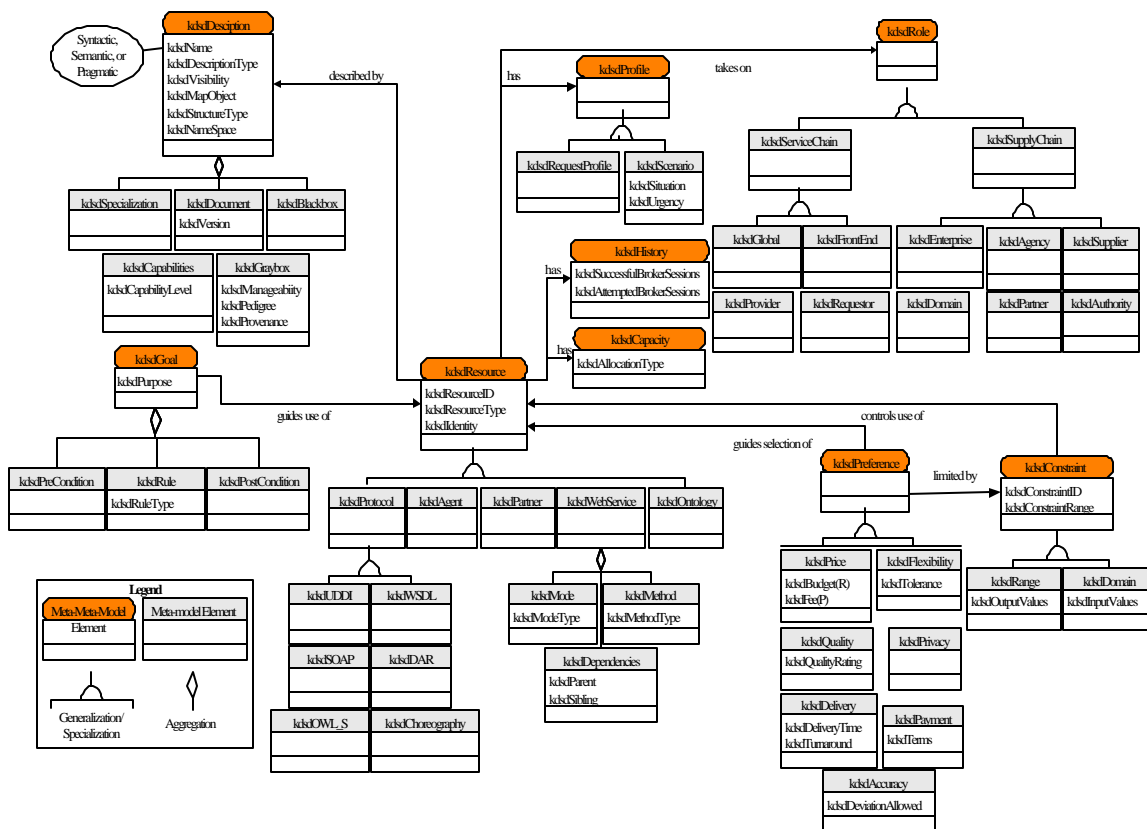 kdsdDesciption
Syntactic,
Semantic, or
Pragmatic
kdsdName
kdsdDescriptionType
kdsdVisibility
kdsdMapObject
kdsdStructureType
kdsdNameSpace
described by
has
kdsdProfile
takes on
kdsdRole
kdsdRequestProfile
kdsdScenario
kdsdSituation
kdsdUrgency
kdsdServiceChain
kdsdSupplyChain
kdsdSpecialization
kdsdDocument
kdsdVersion
kdsdBlackbox
kdsdCapabilities
kdsdCapabilityLevel
kdsdGraybox
kdsdManageabiity
kdsdPedigree
kdsdProvenance
has
kdsdHistory
kdsdSuccessfulBrokerSessions
kdsdAttemptedBrokerSessions
kdsdGlobal
kdsdFrontEnd
kdsdEnterprise
kdsdAgency
kdsdSupplier
kdsdProvider
kdsdRequestor
kdsdDomain
kdsdPartner
kdsdAuthority
has
kdsdCapacity
kdsdAllocationType
kdsdGoal
kdsdPurpose
guides use of
kdsdResource
kdsdResourceID
kdsdResourceType
kdsdIdentity
controls use of
guides selection of
kdsdPreference
limited by
kdsdConstraint
kdsdConstraintID
kdsdConstraintRange
kdsdPreCondition
kdsdRule
kdsdRuleType
kdsdPostCondition
kdsdProtocol
kdsdAgent
kdsdPartner
kdsdWebService
kdsdOntology
kdsdPrice
kdsdBudget(R)
kdsdFee(P)
kdsdFlexibility
kdsdTolerance
kdsdRange
kdsdOutputValues
kdsdDomain
kdsdInputValues
kdsdUDDI
kdsdWSDL
kdsdMode
kdsdModeType
kdsdMethod
kdsdMethodType
kdsdSOAP
kdsdDAR
kdsdDependencies
kdsdParent
kdsdSibling
kdsdOWL_S
kdsdChoreography
kdsdQuality
kdsdQualityRating
kdsdPrivacy
kdsdDelivery
kdsdDeliveryTime
kdsdTurnaround
kdsdPayment
kdsdTerms
kdsdAccuracy
kdsdDeviationAllowed
Legend
Meta-Meta-Model
Element
Meta-model Element
Generalization/
Specialization
Aggregation